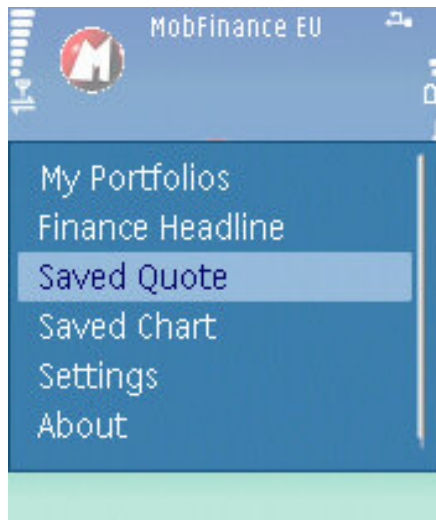 MobFinance EU
My Portfolios
Finance Headline
Saved Quote
Saved Chart
Settings
About